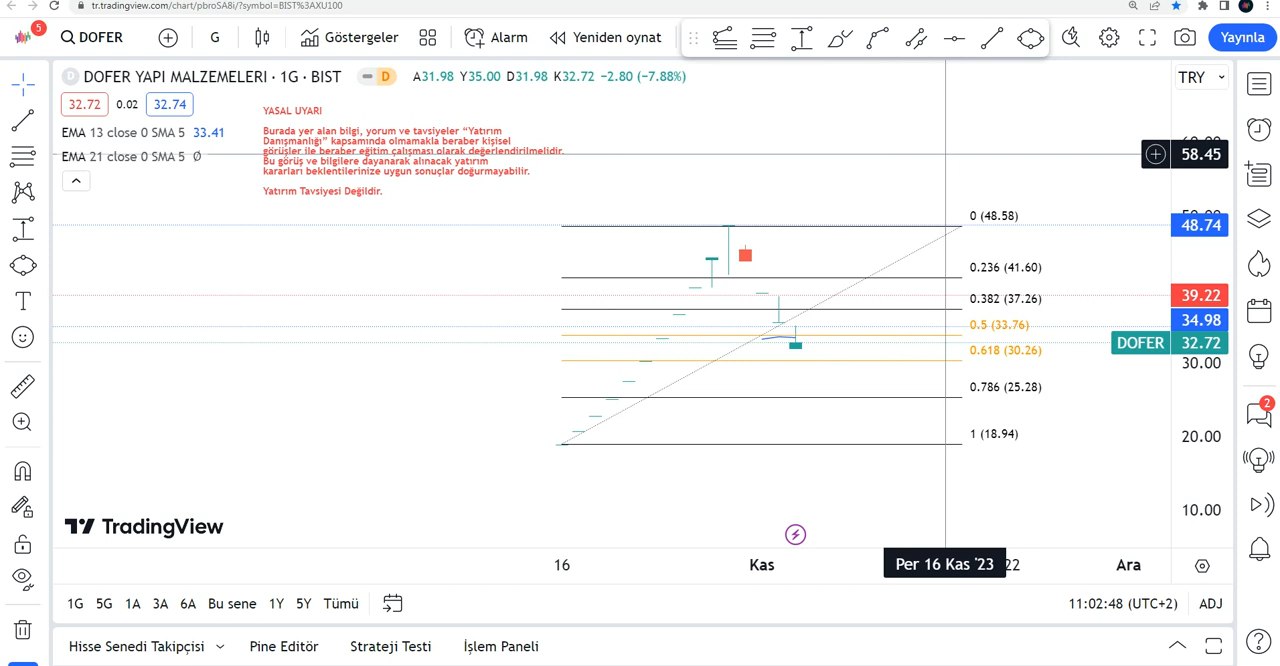 tr.tradingview.com/chart/pbroSA8i/?symbol=BIST%3AXU100
5
DOFER
G
Göstergeler
Alarm
Yeniden oynat
Yayınla
D DOFER YAPI MALZEMELERI · 1G · BIST
D
A31.98 Y35.00 D31.98 K32.72 −2.80 (−7.88%)
TRY
32.72 0.02 32.74
EMA 13 close 0 SMA 5 33.41
EMA 21 close 0 SMA 5 Ø
YASAL UYARI
Burada yer alan bilgi, yorum ve tavsiyeler “Yatırım
Danışmanlığı” kapsamında olmamakla beraber kişisel
görüşler ile beraber eğitim çalışması olarak değerlendirilmelidir.
Bu görüş ve bilgilere dayanarak alınacak yatırım
kararları beklentilerinize uygun sonuçlar doğurmayabilir.
Yatırım Tavsiyesi Değildir.
58.45
0 (48.58)
48.74
0.236 (41.60)
39.22
0.382 (37.26)
34.98
0.5 (33.76)
DOFER 32.72
0.618 (30.26)
30.00
0.786 (25.28)
1 (18.94)
20.00
10.00
2
TradingView
16
Kas
Per 16 Kas '23
22
Ara
1G 5G 1A 3A 6A Bu sene 1Y 5Y Tümü
11:02:48 (UTC+2)
ADJ
Hisse Senedi Takipçisi
Pine Editör
Strateji Testi
İşlem Paneli